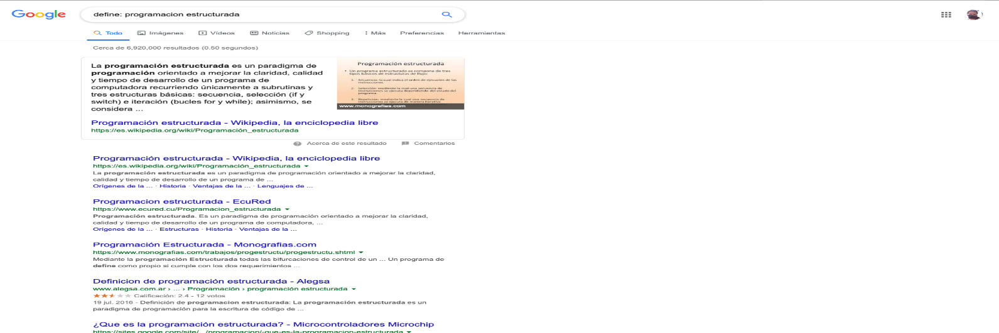 Google
define: programacion estructurada
Todo Imágenes Vídeos Noticias Shopping Más Preferencias Herramientas
Cerca de 6,920,000 resultados (0.50 segundos)
La programación estructurada es un paradigma de
programación orientado a mejorar la claridad, calidad
y tiempo de desarrollo de un programa de
computadora recurriendo únicamente a subrutinas y
tres estructuras básicas: secuencia, selección (if y
switch) e iteración (bucles for y while); asimismo, se
considera ...
Programación estructurada
• Un programa estructurado se compone de tres
tipos básicos de estructuras de flujo:
1. Secuencia: la cual indica el orden de ejecución de las
instrucciones.
2. Selección: mediante la cual una secuencia de
instrucciones se ejecuta dependiendo del estado del
programa.
3. Repetición: mediante la cual una secuencia de
instrucciones se ejecuta de manera iterativa
www.monografias.com
Programación estructurada - Wikipedia, la enciclopedia libre
https://es.wikipedia.org/wiki/Programación_estructurada
Acerca de este resultado Comentarios
Programación estructurada - Wikipedia, la enciclopedia libre
https://es.wikipedia.org/wiki/Programación_estructurada
La programación estructurada es un paradigma de programación orientado a mejorar la claridad,
calidad y tiempo de desarrollo de un programa de ...
Orígenes de la ... · Historia · Ventajas de la ... · Lenguajes de ...
Programacion estructurada - EcuRed
https://www.ecured.cu/Programacion_estructurada
Programación estructurada. Es un paradigma de programación orientado a mejorar la claridad,
calidad y tiempo de desarrollo de un programa de computadora, ...
Orígenes de la ... · Estructuras · Historia · Ventajas de la ...
Programación Estructurada - Monografias.com
https://www.monografias.com/trabajos/progestructu/progestructu.shtml
Mediante la programación Estructurada todas las bifurcaciones de control de un ... Un programa de
define como propio si cumple con los dos requerimientos ...
Definicion de programación estructurada - Alegsa
www.alegsa.com.ar › ... › Programación › programación estructurada
Calificación: 2.4 - 12 votos
19 jul. 2016 - Definición de programacion estructurada: La programación estructurada es un
paradigma de programación para la escritura de código de ...
¿Que es la programación estructurada? - Microcontroladores Microchip
https://sites.google.com/site/.../programacion/-que-es-la-programacion-estructurada